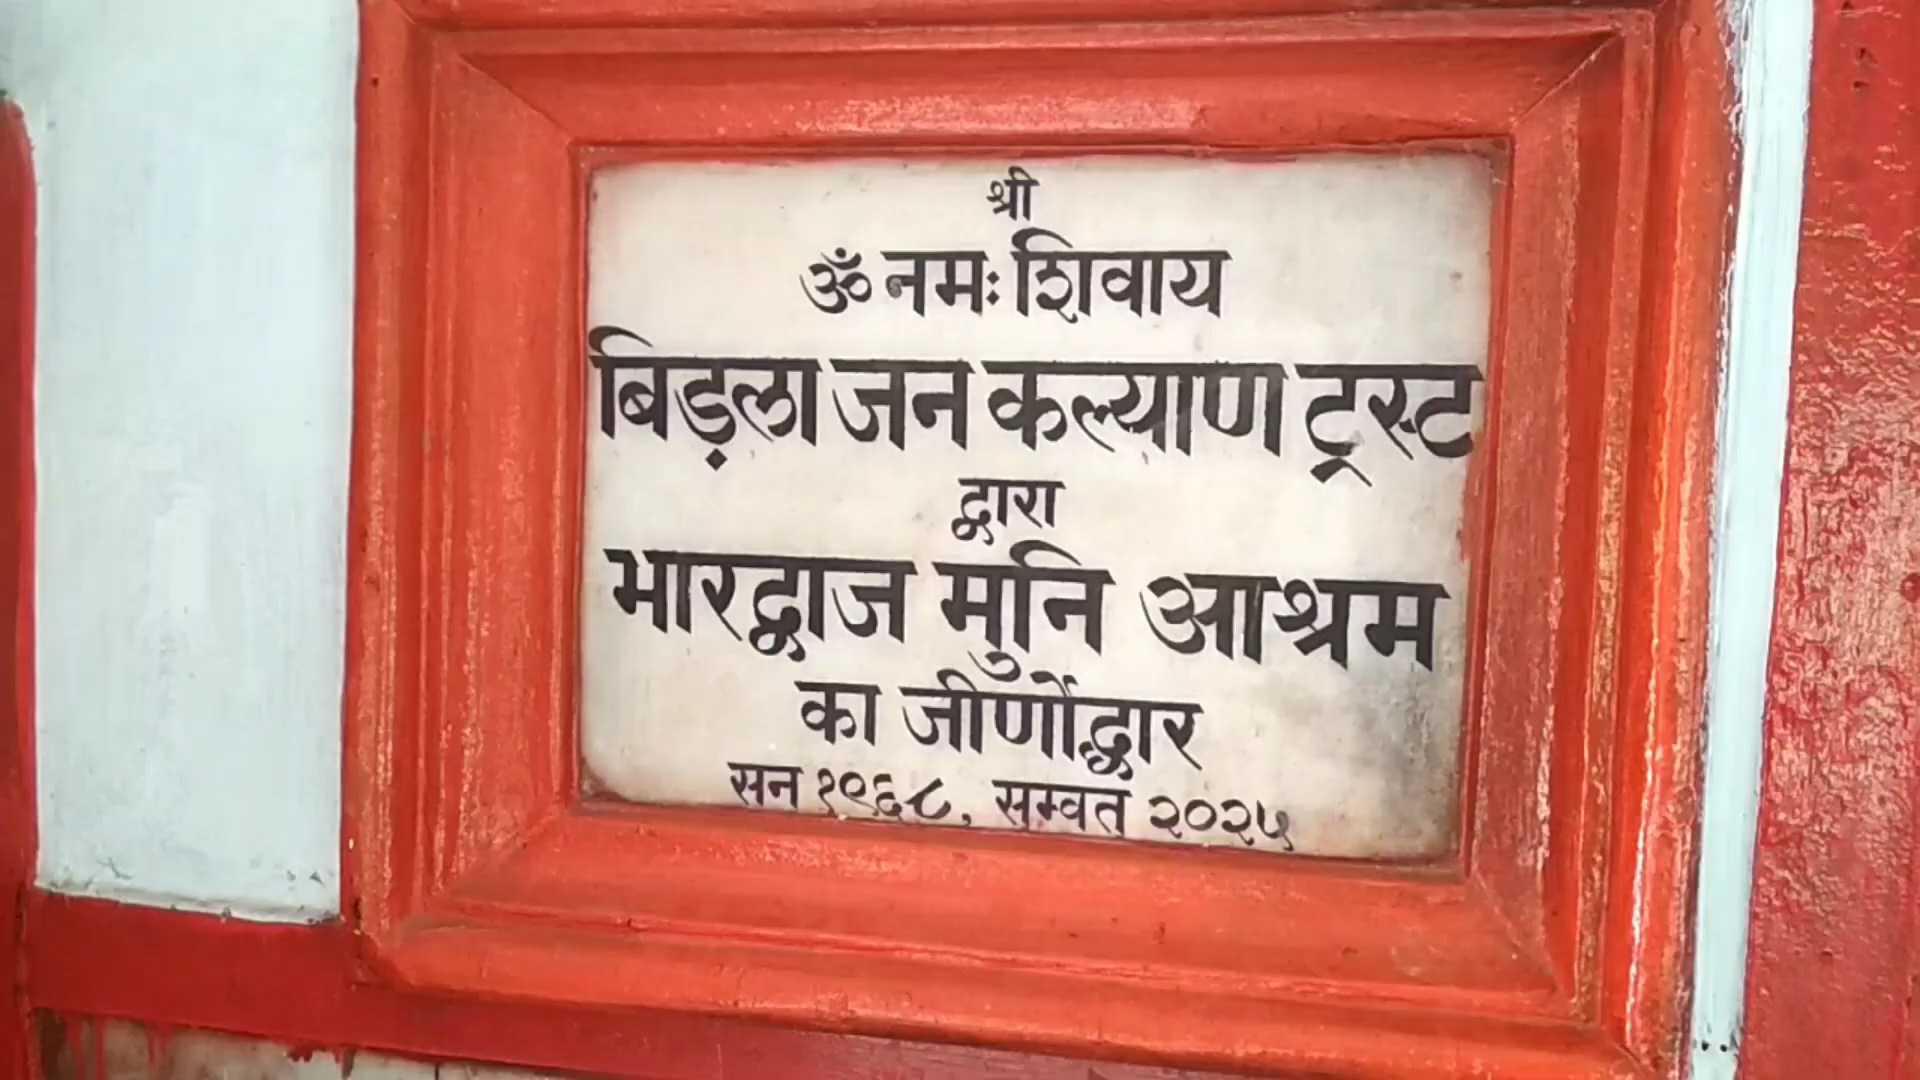 श्री
ॐ नमः शिवाय
बिड़ला जन कल्याण ट्रस्ट
द्वारा
भारद्वाज मुनि आश्रम
का जीर्णोद्धार
सन १९६८, सम्वत २०२५